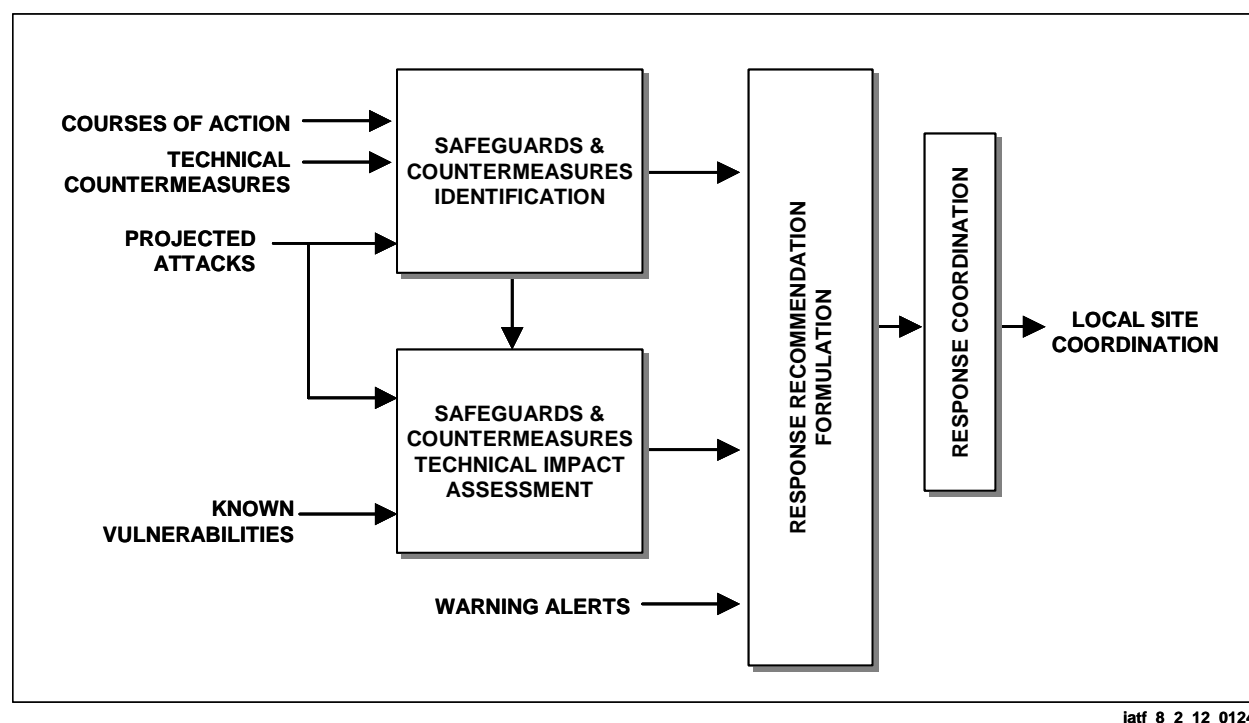 COURSES OF ACTION
TECHNICAL
COUNTERMEASURES
PROJECTED
ATTACKS
SAFEGUARDS &
COUNTERMEASURES
IDENTIFICATION
SAFEGUARDS &
COUNTERMEASURES
TECHNICAL IMPACT
ASSESSMENT
KNOWN
VULNERABILITIES
WARNING ALERTS
RESPONSE RECOMMENDATION
FORMULATION
RESPONSE COORDINATION
LOCAL SITE
COORDINATION
iatf_8_2_12_0124